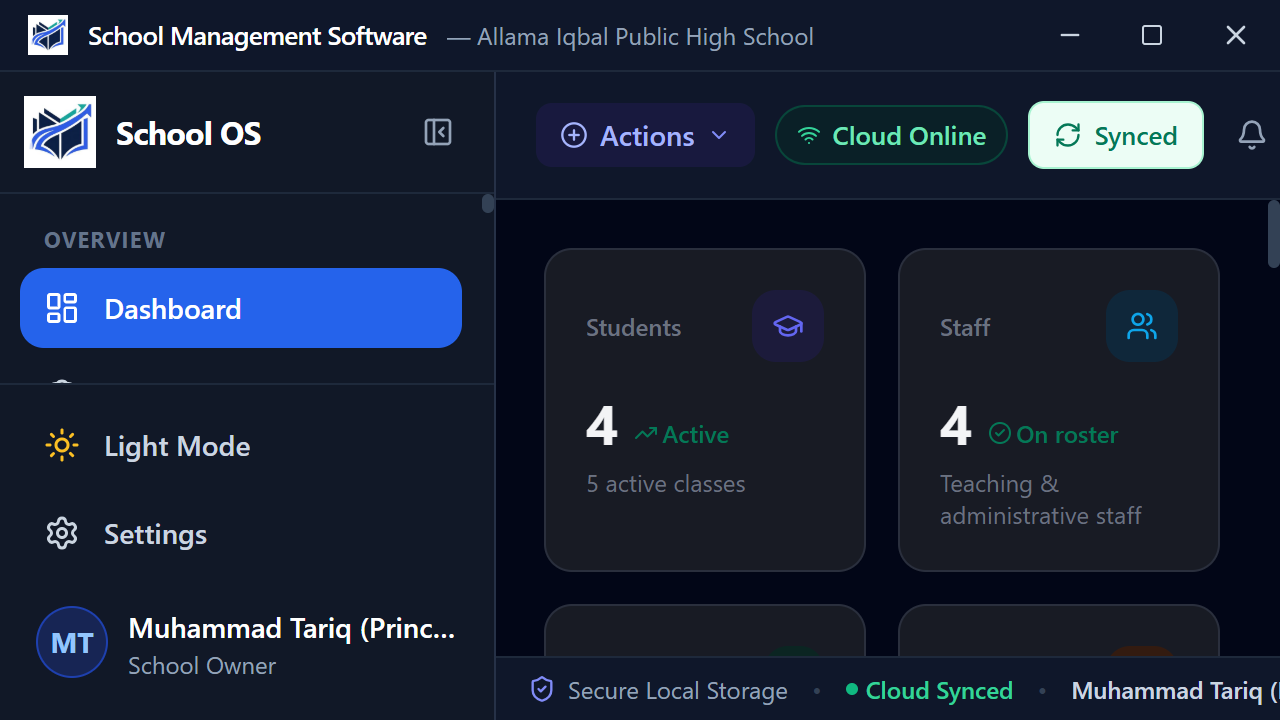 School Management Software — Allama Iqbal Public High School
School OS
Actions
Cloud Online
Synced
OVERVIEW
Dashboard
Light Mode
Settings
MT
Muhammad Tariq (Princ...
School Owner
Students
4 Active
5 active classes
Staff
4 On roster
Teaching &
administrative staff
Secure Local Storage • Cloud Synced • Muhammad Tariq (